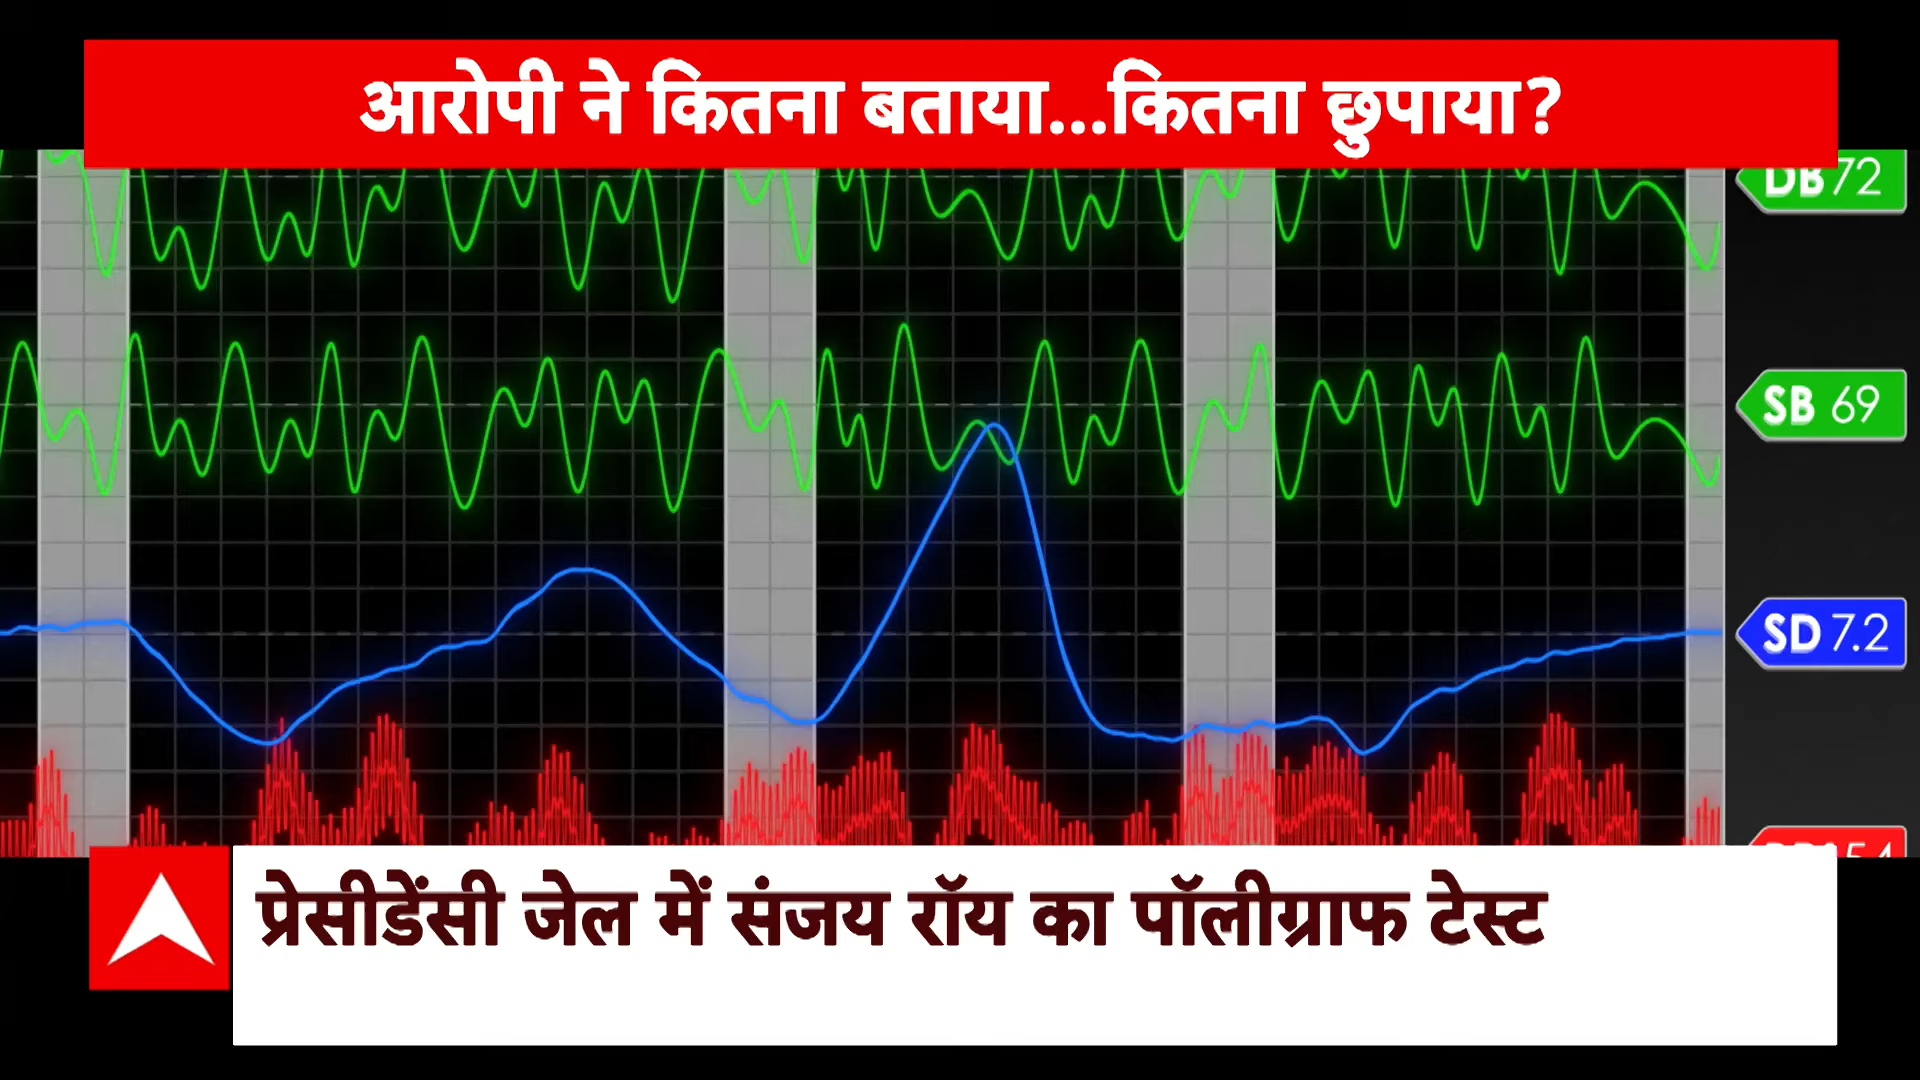 आरोपी ने कितना बताया...कितना छुपाया?
DB 72
SB 69
SD 7.2
प्रेसीडेंसी जेल में संजय रॉय का पॉलीग्राफ टेस्ट